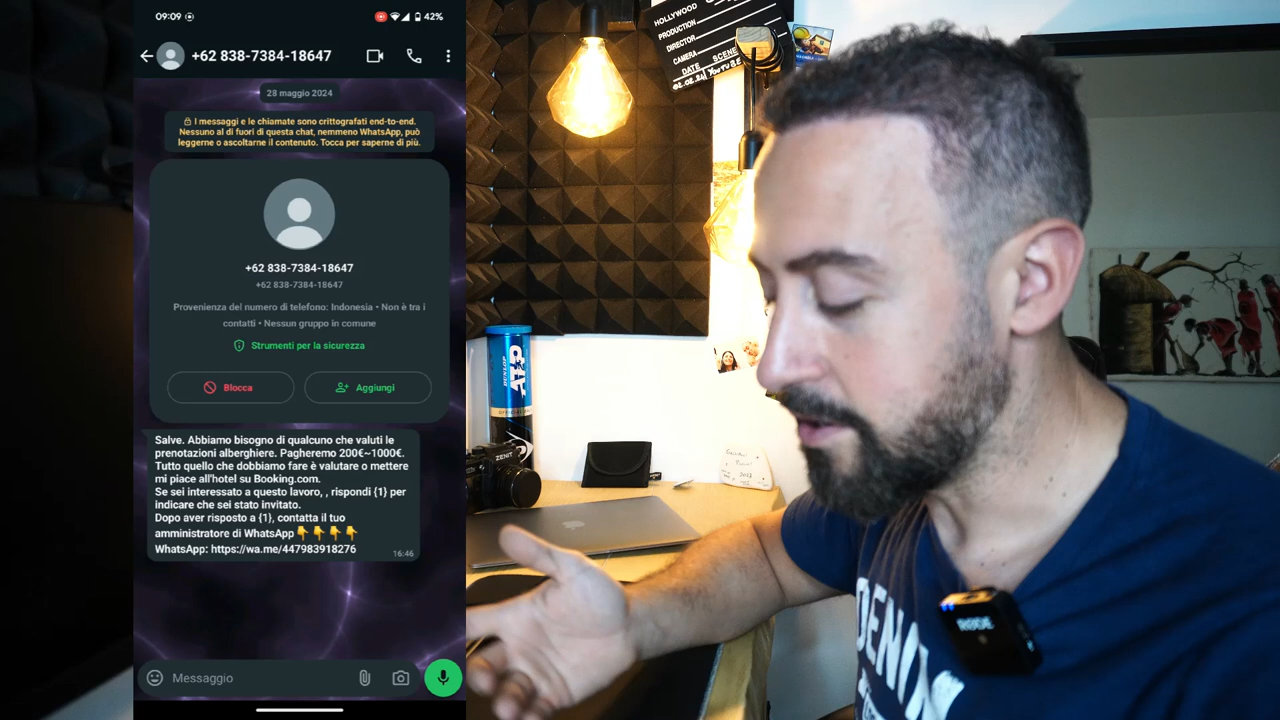 09:09
42%
+62 838-7384-18647
28 maggio 2024
I messaggi e le chiamate sono crittografati end-to-end.
Nessuno al di fuori di questa chat, nemmeno WhatsApp, può
leggerne o ascoltarne il contenuto. Tocca per saperne di più.
+62 838-7384-18647
+62 838-7384-18647
Provenienza del numero di telefono: Indonesia • Non è tra i
contatti • Nessun gruppo in comune
Strumenti per la sicurezza
Blocca
Aggiungi
Salve. Abbiamo bisogno di qualcuno che valuti le
prenotazioni alberghiere. Pagheremo 200€~1000€.
Tutto quello che dobbiamo fare è valutare o mettere
mi piace all'hotel su Booking.com.
Se sei interessato a questo lavoro, , rispondi {1} per
indicare che sei stato invitato.
Dopo aver risposto a {1}, contatta il tuo
amministratore di WhatsApp👇👇👇👇
WhatsApp: https://wa.me/447983918276
16:46
Messaggio
HOLLYWOOD
PRODUCTION
DIRECTOR
CAMERA
DATE
SCENE
DUNLOP
ATP
ZENIT
RØDE
DENIM